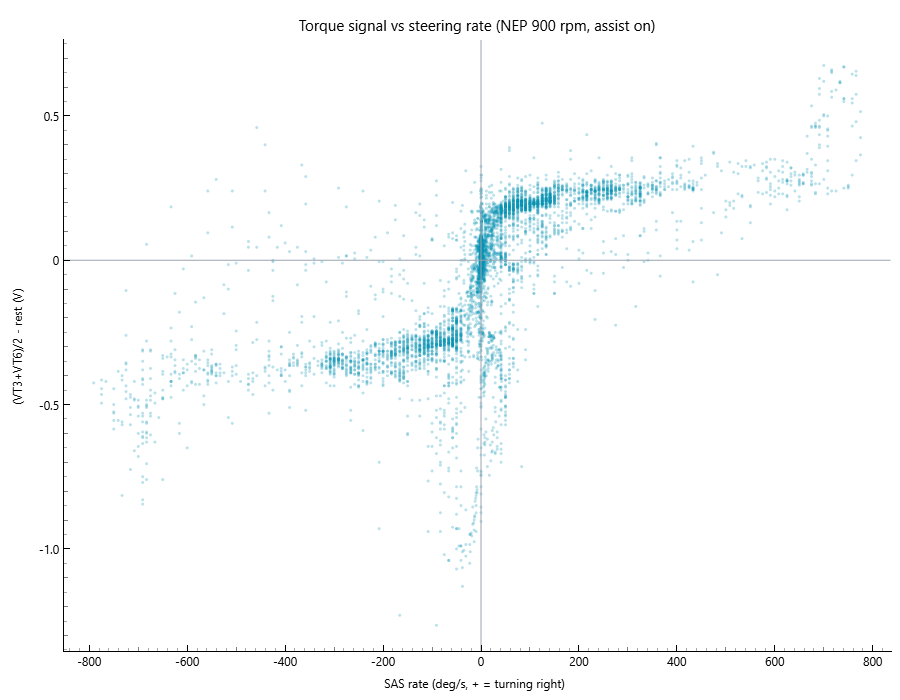 Torque signal vs steering rate (NEP 900 rpm, assist on)
(VT3+VT6)/2 - rest (V)
0.5
0
-0.5
-1.0
-800 -600 -400 -200 0 200 400 600 800
SAS rate (deg/s, + = turning right)